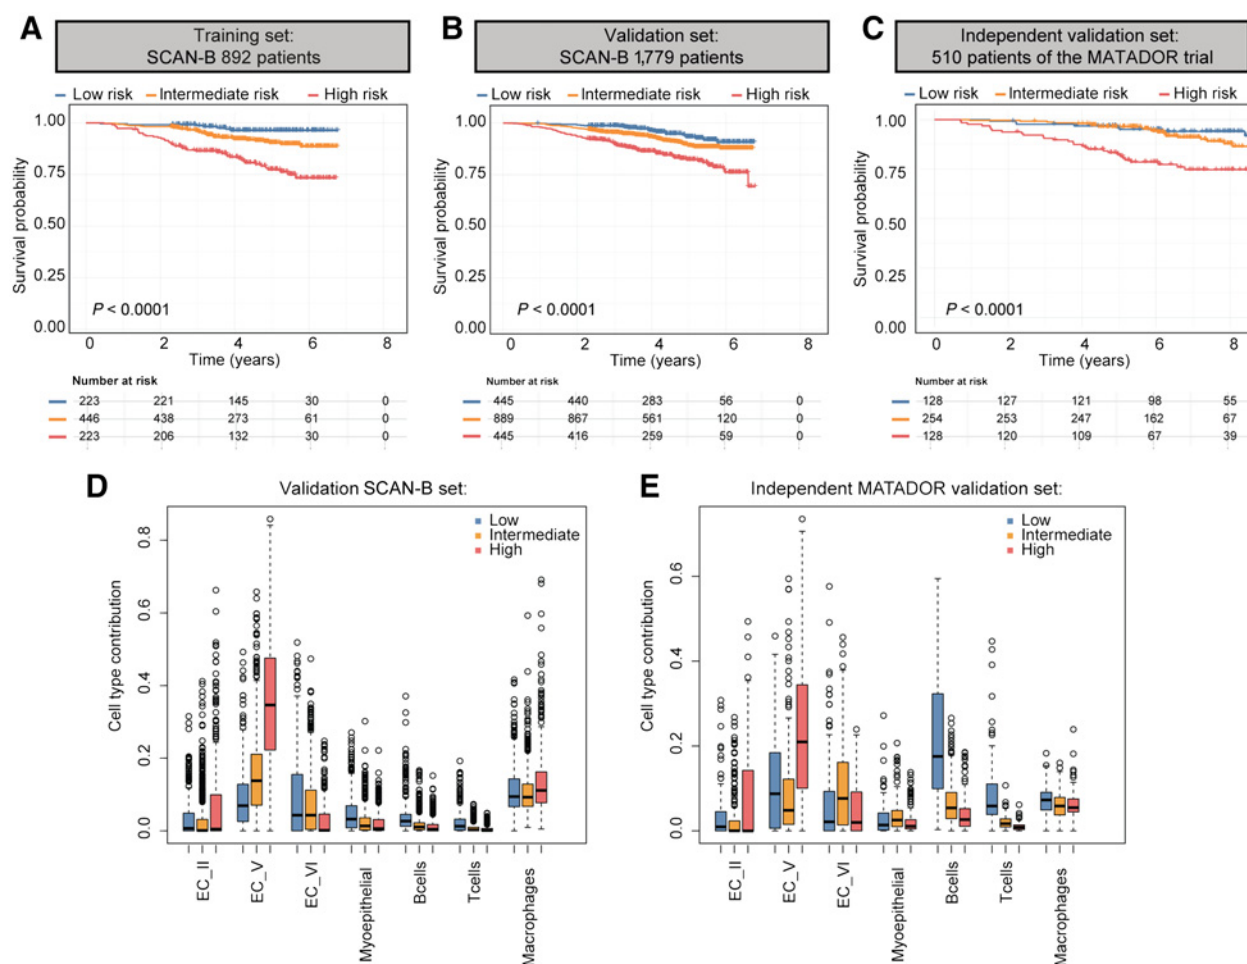 A
Training set:
SCAN-B 892 patients
Low risk Intermediate risk High risk
Survival probability
1.00
0.75
0.50
0.25
0.00
P < 0.0001
0 2 4 6 8
Time (years)
Number at risk
223 221 145 30 0
446 438 273 61 0
223 206 132 30 0
B
Validation set:
SCAN-B 1,779 patients
Low risk Intermediate risk High risk
Survival probability
1.00
0.75
0.50
0.25
0.00
P < 0.0001
0 2 4 6 8
Time (years)
Number at risk
445 440 283 56 0
889 867 561 120 0
445 416 259 59 0
C
Independent validation set:
510 patients of the MATADOR trial
Low risk Intermediate risk High risk
Survival probability
1.00
0.75
0.50
0.25
0.00
P < 0.0001
0 2 4 6 8
Time (years)
Number at risk
128 127 121 98 55
254 253 247 162 67
128 120 109 67 39
D
Validation SCAN-B set:
Low
Intermediate
High
Cell type contribution
0.8
0.6
0.4
0.2
0.0
EC_II
EC_V
EC_VI
Myoepithelial
Bcells
Tcells
Macrophages
E
Independent MATADOR validation set:
Low
Intermediate
High
Cell type contribution
0.6
0.4
0.2
0.0
EC_II
EC_V
EC_VI
Myoepithelial
Bcells
Tcells
Macrophages